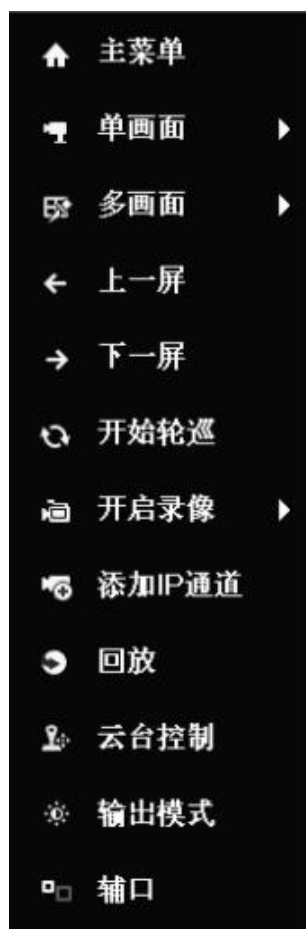 主菜单
单画面
多画面
上一屏
下一屏
开始轮巡
开启录像
添加IP通道
回放
云台控制
输出模式
辅口